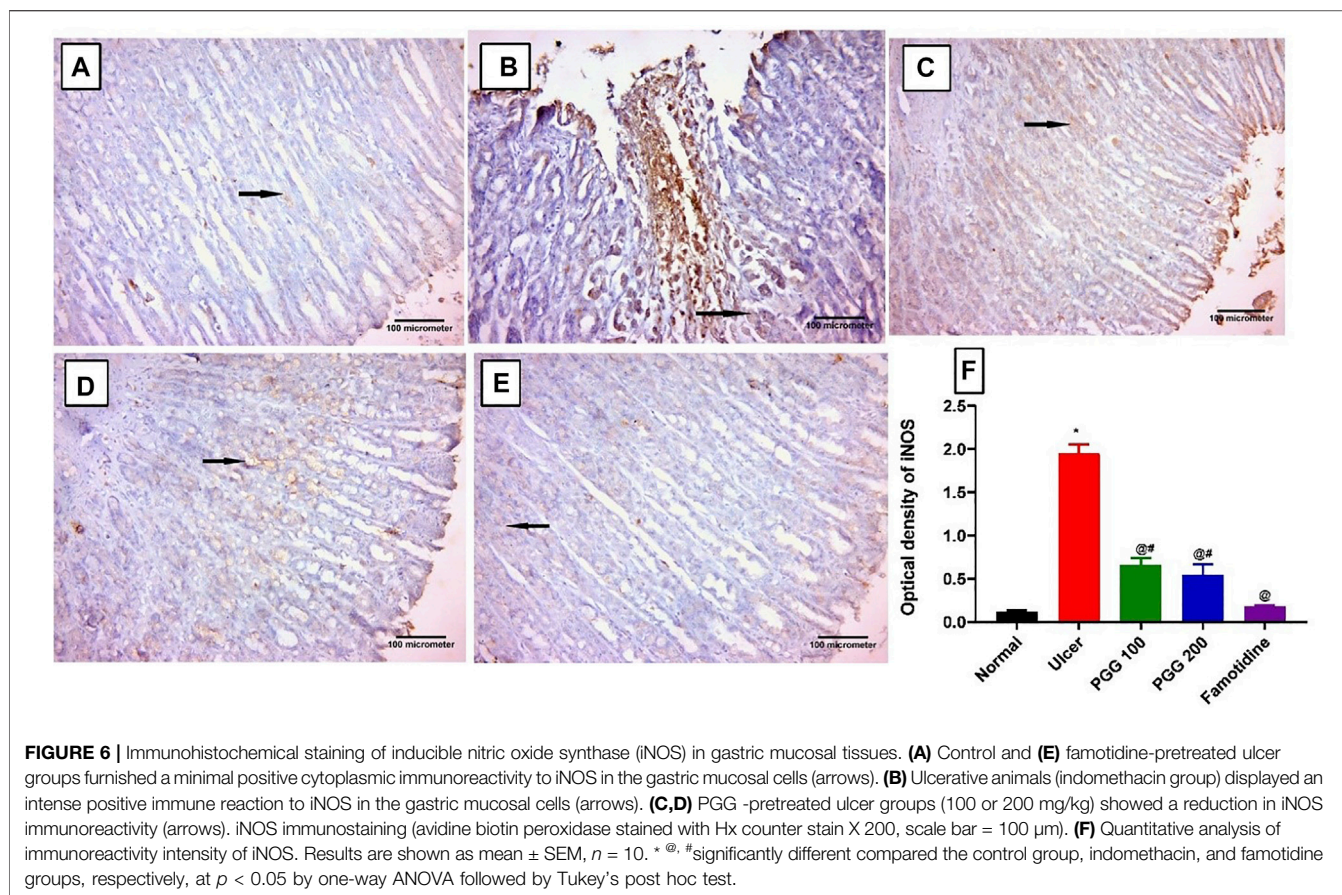 A
B
C
100 micrometer
100 micrometer
100 micrometer
D
E
F
100 micrometer
100 micrometer
Optical density of iNOS
2.5
2.0
1.5
1.0
0.5
0.0
*
@#
@#
@
Normal
Ulcer
PGG 100
PGG 200
Famotidine
FIGURE 6 | Immunohistochemical staining of inducible nitric oxide synthase (iNOS) in gastric mucosal tissues. (A) Control and (E) famotidine-pretreated ulcer
groups furnished a minimal positive cytoplasmic immunoreactivity to iNOS in the gastric mucosal cells (arrows). (B) Ulcerative animals (indomethacin group) displayed an
intense positive immune reaction to iNOS in the gastric mucosal cells (arrows). (C,D) PGG -pretreated ulcer groups (100 or 200 mg/kg) showed a reduction in iNOS
immunoreactivity (arrows). iNOS immunostaining (avidine biotin peroxidase stained with Hx counter stain X 200, scale bar = 100 µm). (F) Quantitative analysis of
immunoreactivity intensity of iNOS. Results are shown as mean ± SEM, n = 10. * @, #significantly different compared the control group, indomethacin, and famotidine
groups, respectively, at p < 0.05 by one-way ANOVA followed by Tukey's post hoc test.